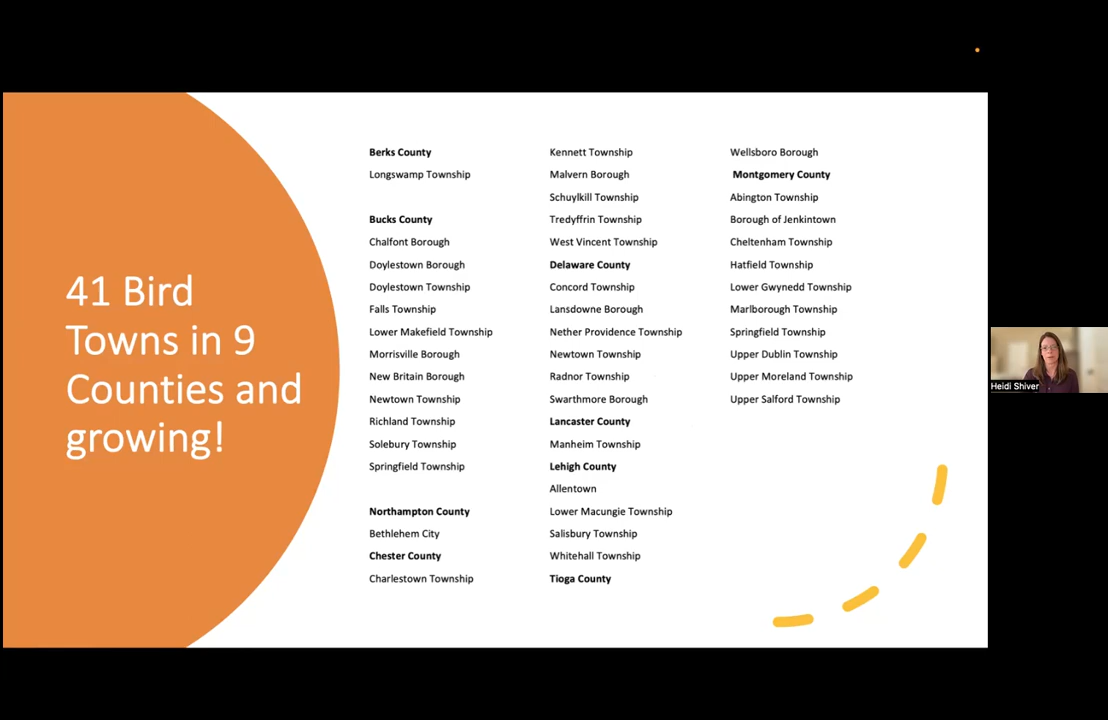 41 Bird
Towns in 9
Counties and
growing!
Berks County
Longswamp Township
Bucks County
Chalfont Borough
Doylestown Borough
Doylestown Township
Falls Township
Lower Makefield Township
Morrisville Borough
New Britain Borough
Newtown Township
Richland Township
Solebury Township
Springfield Township
Northampton County
Bethlehem City
Chester County
Charlestown Township
Kennett Township
Malvern Borough
Schuylkill Township
Tredyffrin Township
West Vincent Township
Delaware County
Concord Township
Lansdowne Borough
Nether Providence Township
Newtown Township
Radnor Township
Swarthmore Borough
Lancaster County
Manheim Township
Lehigh County
Allentown
Lower Macungie Township
Salisbury Township
Whitehall Township
Tioga County
Wellsboro Borough
Montgomery County
Abington Township
Borough of Jenkintown
Cheltenham Township
Hatfield Township
Lower Gwynedd Township
Marlborough Township
Springfield Township
Upper Dublin Township
Upper Moreland Township
Upper Salford Township
Heidi Shiver